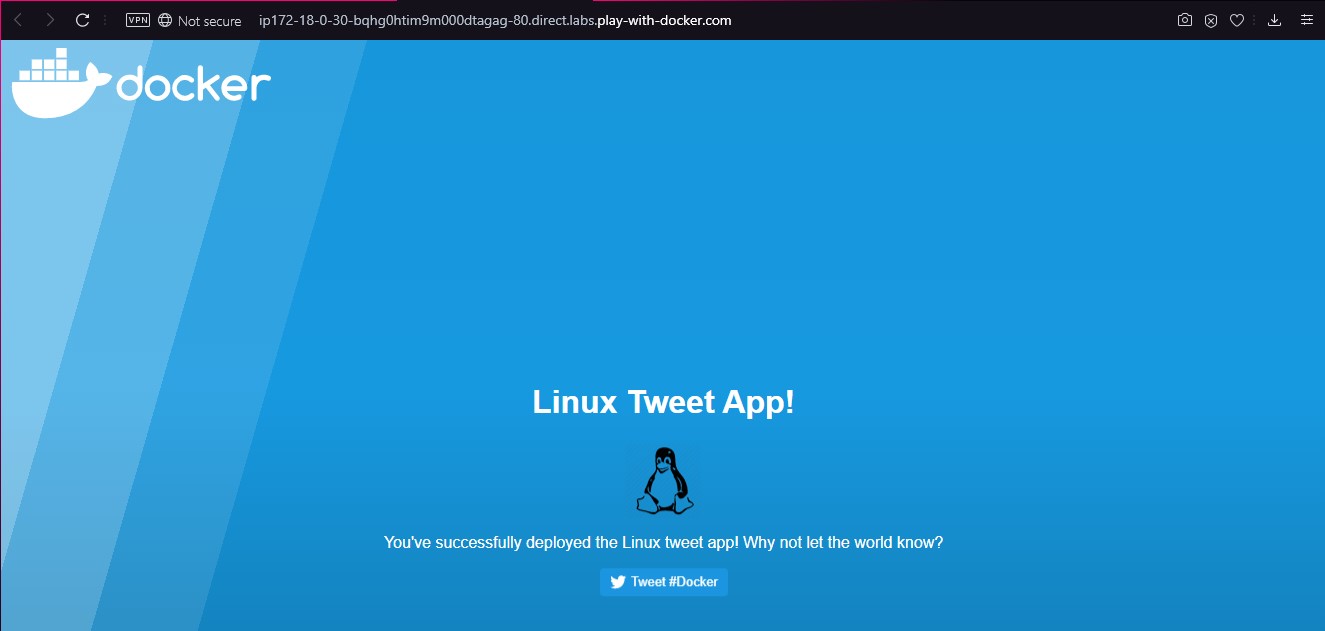 VPN Not secure ip172-18-0-30-bqhg0htim9m000dtagag-80.direct.labs.play-with-docker.com
docker
Linux Tweet App!
You've successfully deployed the Linux tweet app! Why not let the world know?
Tweet #Docker